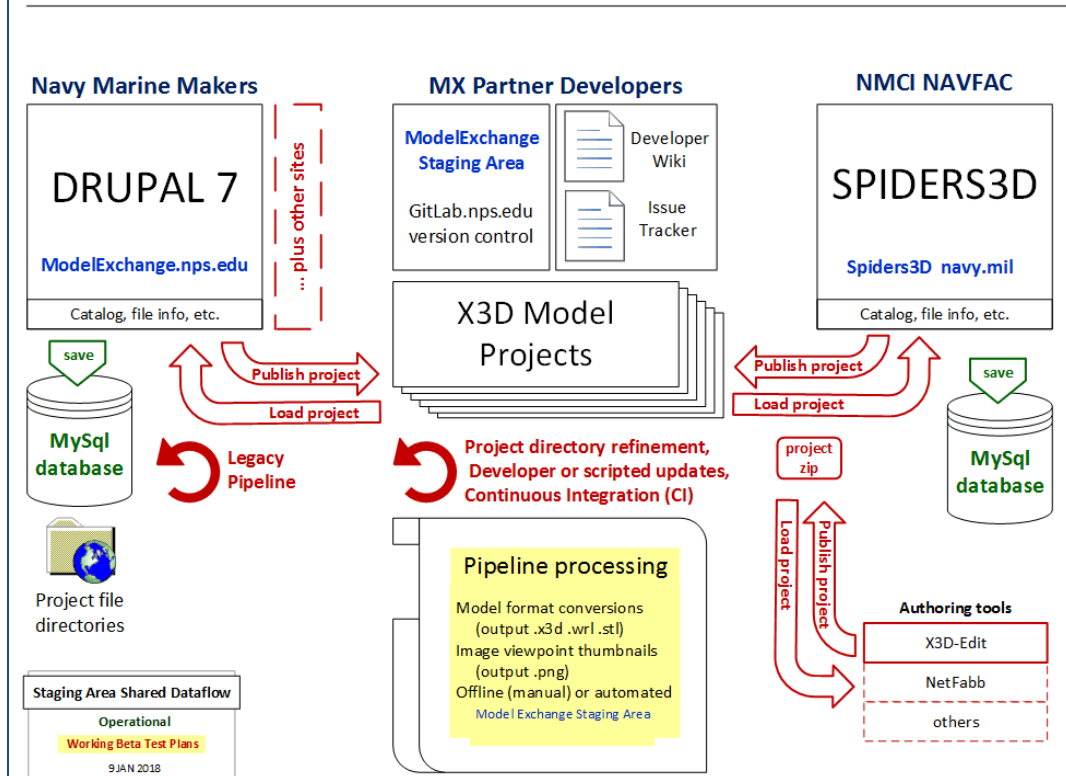 Navy Marine Makers
DRUPAL 7
ModelExchange.nps.edu
Catalog, file info, etc.
... plus other sites
MX Partner Developers
ModelExchange
Staging Area
GitLab.nps.edu
version control
Developer
Wiki
Issue
Tracker
NMCI NAVFAC
SPIDERS3D
Spiders3D navy.mil
Catalog, file info, etc.
X3D Model
Projects
save
Publish project
Load project
Publish project
Load project
save
MySql
database
Legacy
Pipeline
Project directory refinement,
Developer or scripted updates,
Continuous Integration (CI)
project
zip
MySql
database
Project file
directories
Pipeline processing
Model format conversions
(output .x3d .wrl .stl)
Image viewpoint thumbnails
(output .png)
Offline (manual) or automated
Model Exchange Staging Area
Load project
Publish project
Authoring tools
X3D-Edit
NetFabb
others
Staging Area Shared Dataflow
Operational
Working Beta Test Plans
9 JAN 2018